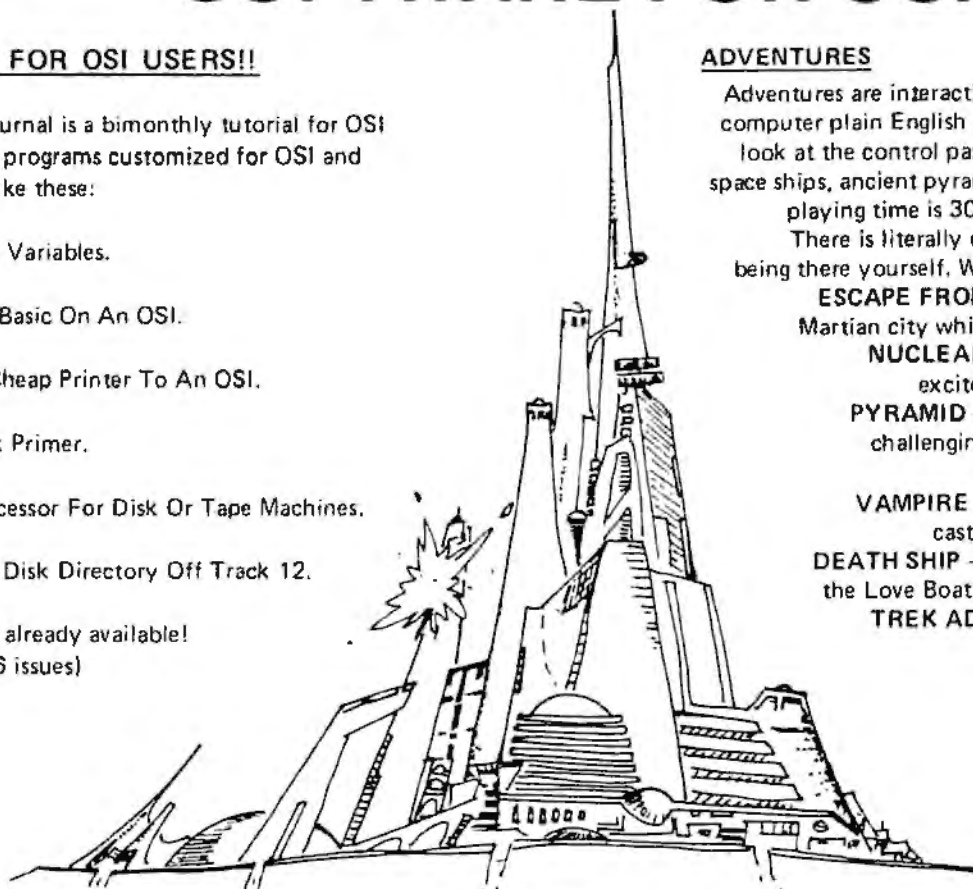 FOR OSI USERS!!
urnal is a bimonthly tutorial for OSI
programs customized for OSI and
ke these:
Variables.
Basic On An OSI.
Cheap Printer To An OSI.
Primer.
cessor For Disk Or Tape Machines.
Disk Directory Off Track 12.
already available!
6 issues)
ADVENTURES
Adventures are interacti
computer plain English
look at the control pa
space ships, ancient pyra
playing time is 30
There is literally
being there yourself. W
ESCAPE FRO
Martian city whi
NUCLEA
excite
PYRAMID
challengin
VAMPIRE
cast
DEATH SHIP -
the Love Boat
TREK AD